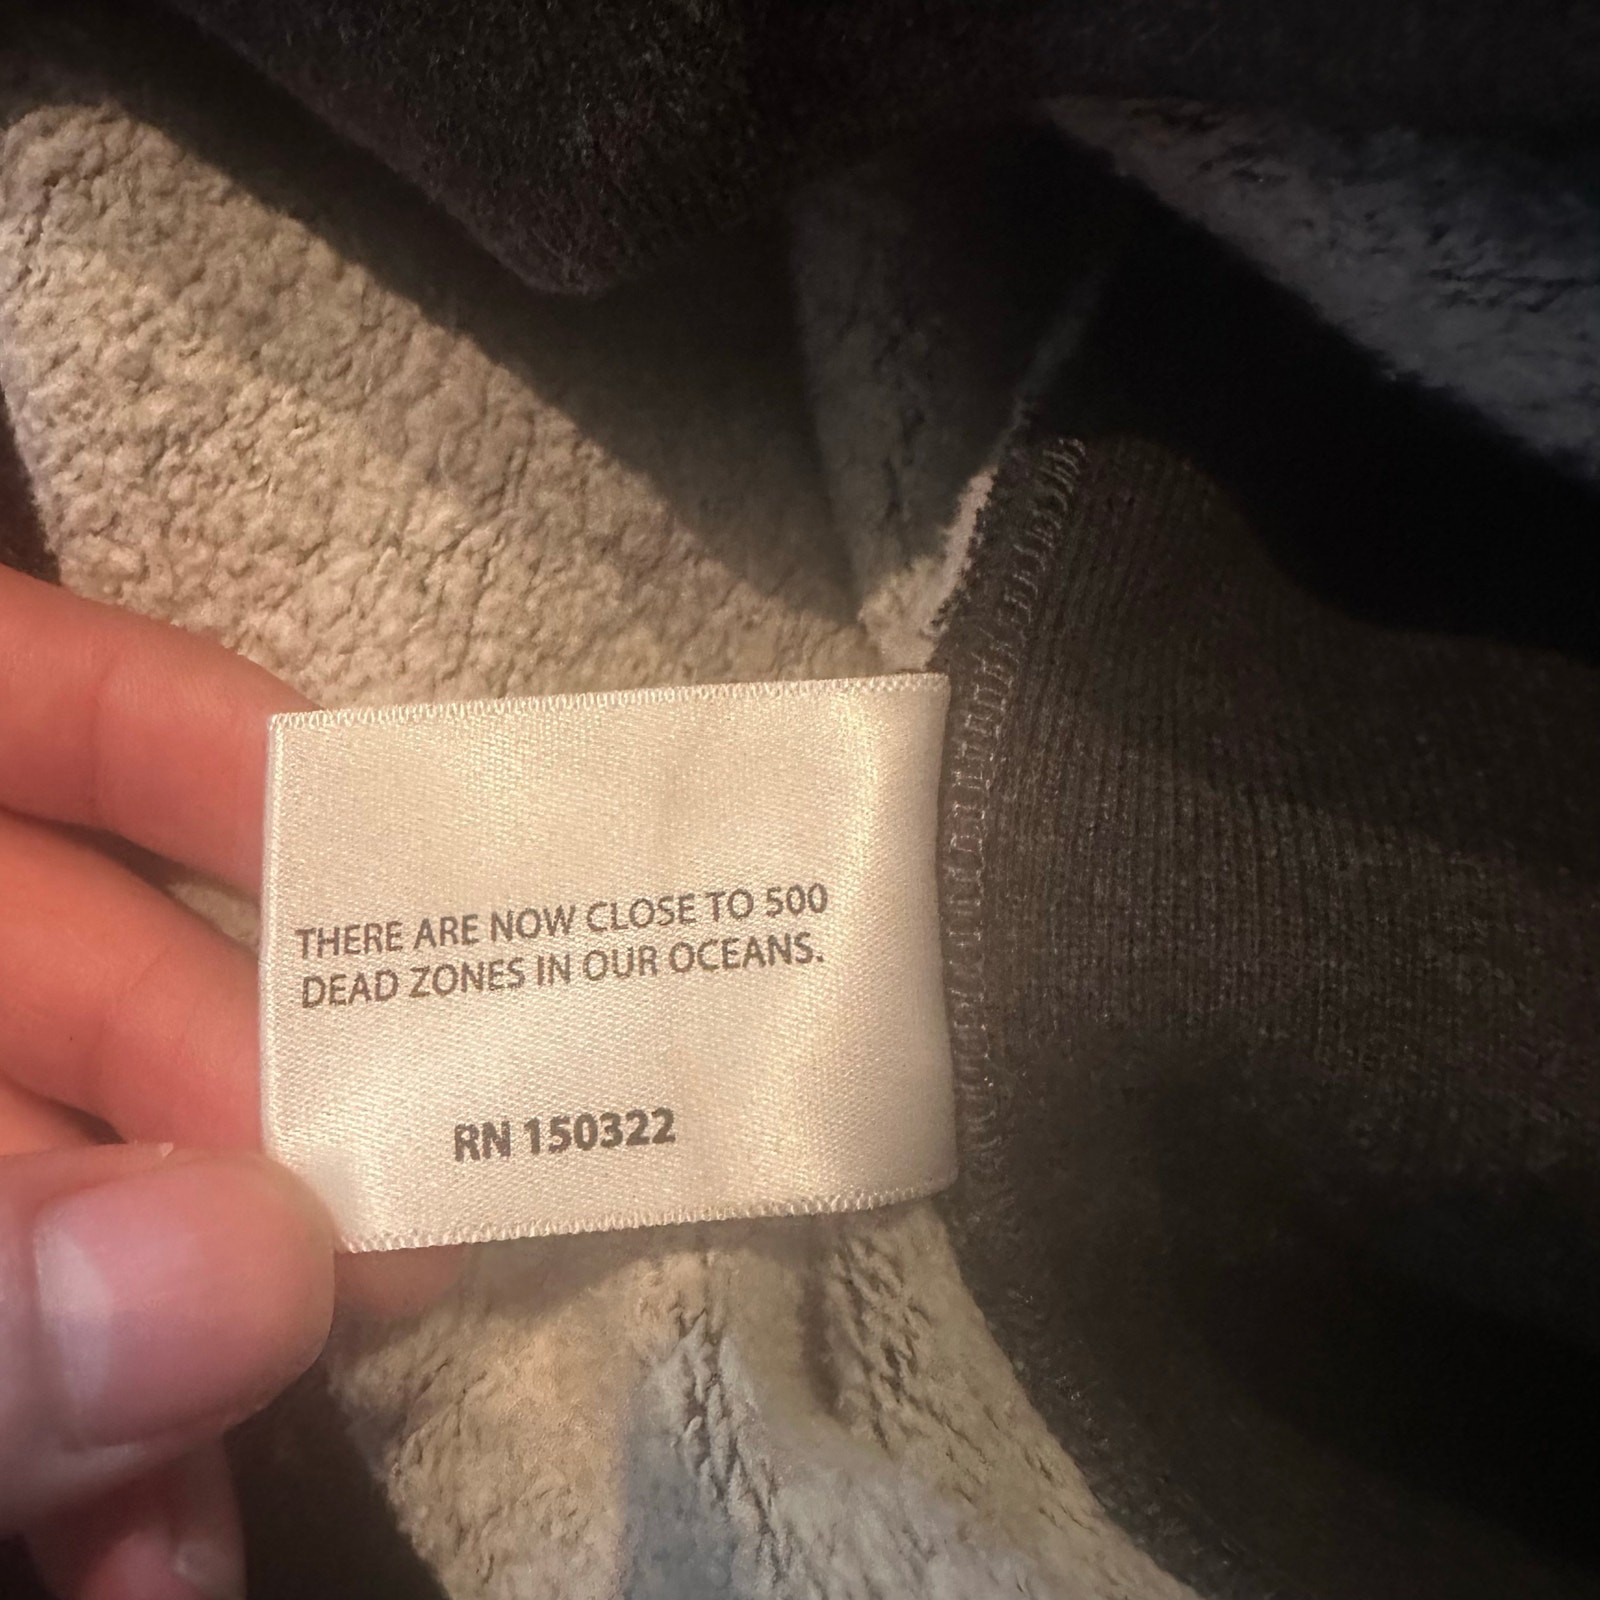 THERE ARE NOW CLOSE TO 500
DEAD ZONES IN OUR OCEANS.
RN 150322